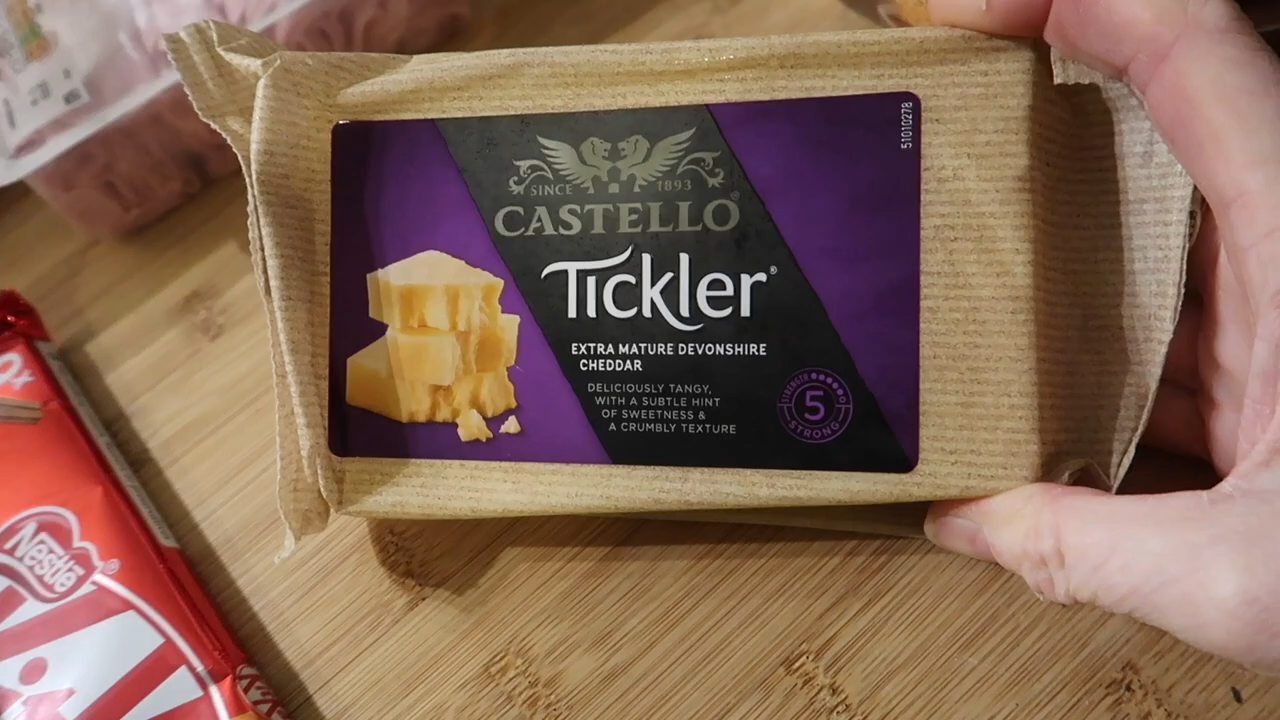 SINCE 1893
CASTELLO®
Tickler®
EXTRA MATURE DEVONSHIRE
CHEDDAR
DELICIOUSLY TANGY,
WITH A SUBTLE HINT
OF SWEETNESS &
A CRUMBLY TEXTURE
STRENGTH
5
STRONG
51010278
Nestlé®